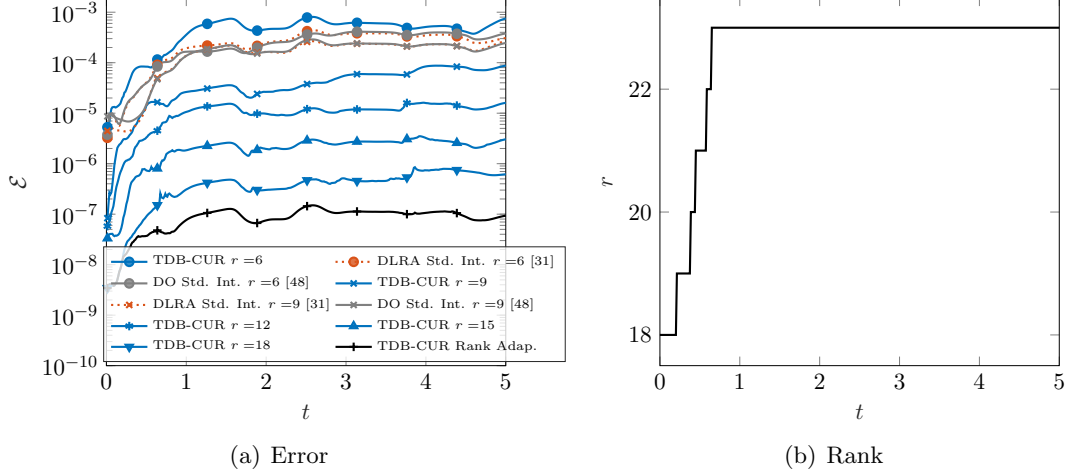 10−3
10−4
10−5
10−6
10−7
10−8
10−9
10−10
ℰ
TDB-CUR r =6
DLRA Std. Int. r =6 [31]
DO Std. Int. r =6 [48]
TDB-CUR r =9
DLRA Std. Int. r =9 [31]
DO Std. Int. r =9 [48]
TDB-CUR r =12
TDB-CUR r =15
TDB-CUR r =18
TDB-CUR Rank Adap.
0 1 2 3 4 5
t
(a) Error
22
20
18
r
0 1 2 3 4 5
t
(b) Rank